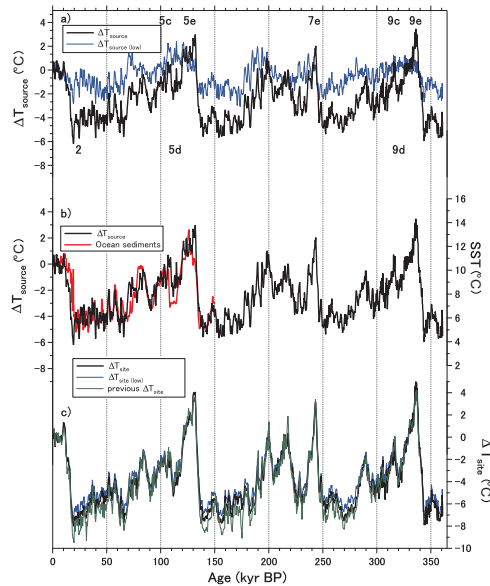 a)
5c 5e 7e 9c 9e
ΔTsource
ΔTsource (low)
4
2
0
−2
−4
−6
−8
ΔTsource (°C)
2 5d 9d
b)
ΔTsource
Ocean sediments
4
2
0
−2
−4
−6
−8
ΔTsource (°C)
16
14
12
10
8
6
4
2
SST(°C)
ΔTsite
ΔTsite (low)
previous ΔTsite
c)
4
2
0
−2
−4
−6
−8
−10
ΔTsite (°C)
0 50 100 150 200 250 300 350
Age (kyr BP)